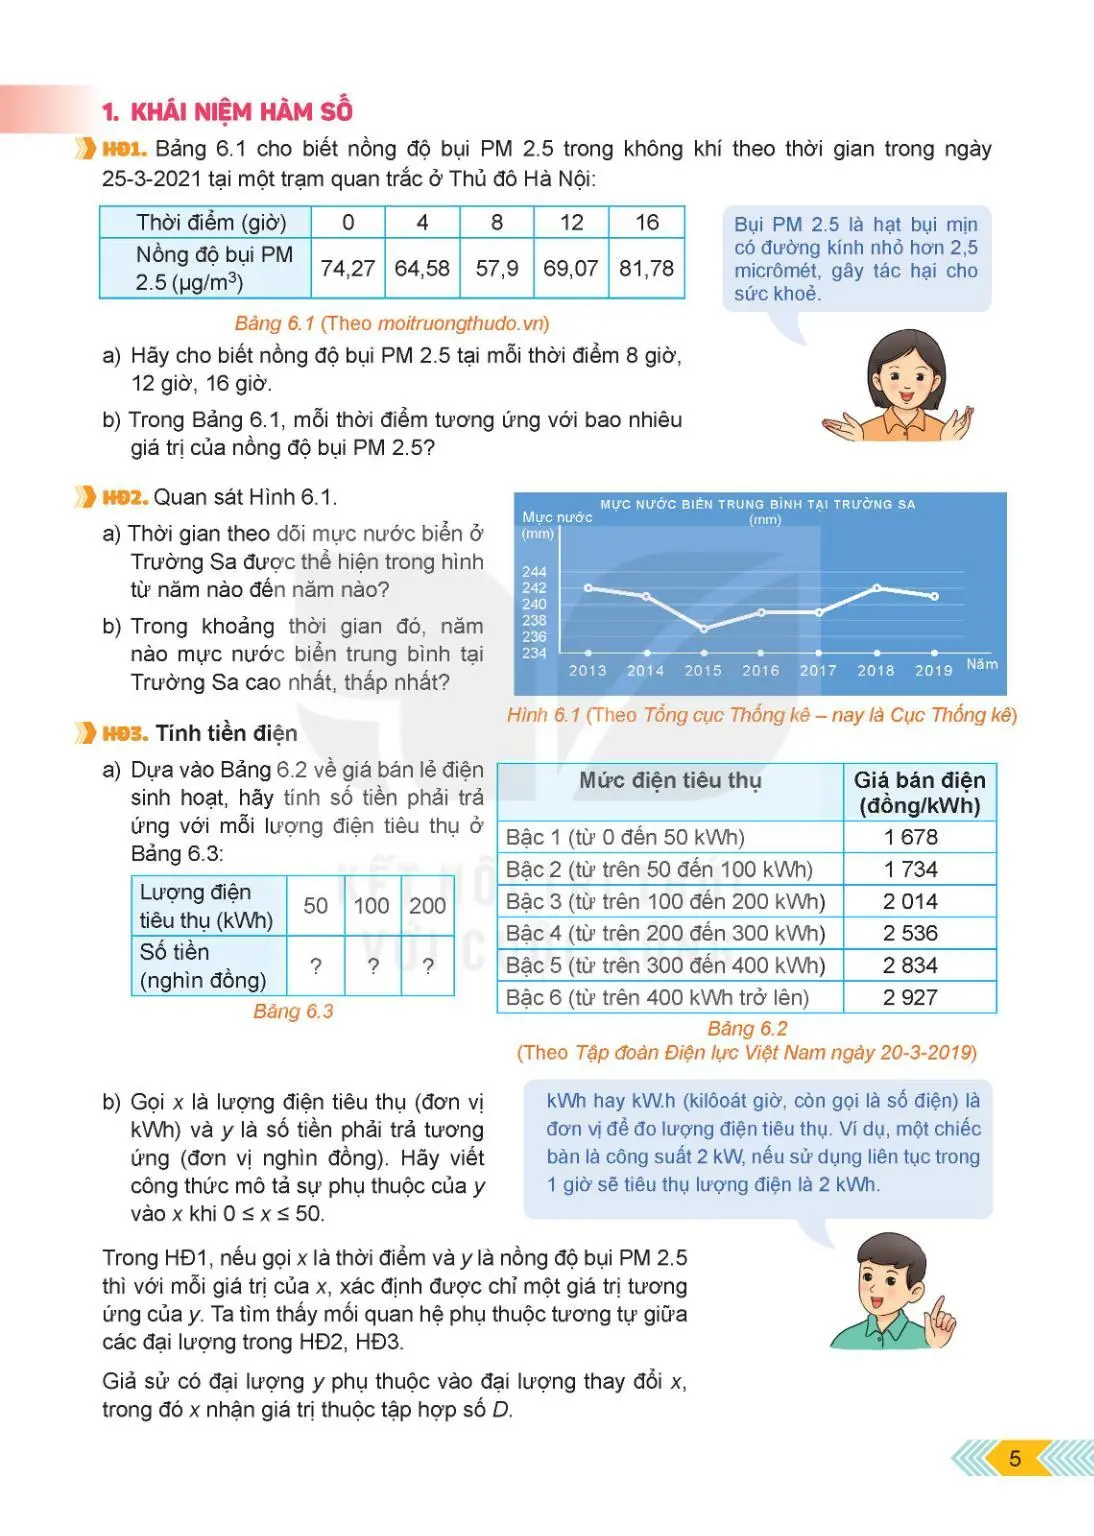 1. KHÁI NIỆM HÀM SỐ
HĐ1. Bảng 6.1 cho biết nồng độ bụi PM 2.5 trong không khí theo thời gian trong ngày
25-3-2021 tại một trạm quan trắc ở Thủ đô Hà Nội:
Thời điểm (giờ) 0 4 8 12 16
Nồng độ bụi PM
2.5 (µg/m³) 74,27 64,58 57,9 69,07 81,78
Bảng 6.1 (Theo moitruongthudo.vn)
Bụi PM 2.5 là hạt bụi mịn
có đường kính nhỏ hơn 2,5
micrômét, gây tác hại cho
sức khoẻ.
a) Hãy cho biết nồng độ bụi PM 2.5 tại mỗi thời điểm 8 giờ,
12 giờ, 16 giờ.
b) Trong Bảng 6.1, mỗi thời điểm tương ứng với bao nhiêu
giá trị của nồng độ bụi PM 2.5?
HĐ2. Quan sát Hình 6.1.
a) Thời gian theo dõi mực nước biển ở
Trường Sa được thể hiện trong hình
từ năm nào đến năm nào?
b) Trong khoảng thời gian đó, năm
nào mực nước biển trung bình tại
Trường Sa cao nhất, thấp nhất?
MỰC NƯỚC BIỂN TRUNG BÌNH TẠI TRƯỜNG SA
(mm)
Mực nước
(mm)
244
242
240
238
236
234
2013 2014 2015 2016 2017 2018 2019 Năm
Hình 6.1 (Theo Tổng cục Thống kê – nay là Cục Thống kê)
HĐ3. Tính tiền điện
a) Dựa vào Bảng 6.2 về giá bán lẻ điện
sinh hoạt, hãy tính số tiền phải trả
ứng với mỗi lượng điện tiêu thụ ở
Bảng 6.3:
Lượng điện
tiêu thụ (kWh) 50 100 200
Số tiền
(nghìn đồng) ? ? ?
Bảng 6.3
Mức điện tiêu thụ Giá bán điện
(đồng/kWh)
Bậc 1 (từ 0 đến 50 kWh) 1 678
Bậc 2 (từ trên 50 đến 100 kWh) 1 734
Bậc 3 (từ trên 100 đến 200 kWh) 2 014
Bậc 4 (từ trên 200 đến 300 kWh) 2 536
Bậc 5 (từ trên 300 đến 400 kWh) 2 834
Bậc 6 (từ trên 400 kWh trở lên) 2 927
Bảng 6.2
(Theo Tập đoàn Điện lực Việt Nam ngày 20-3-2019)
KẾT NỐI TRI THỨC
VỚI CUỘC SỐNG
b) Gọi x là lượng điện tiêu thụ (đơn vị
kWh) và y là số tiền phải trả tương
ứng (đơn vị nghìn đồng). Hãy viết
công thức mô tả sự phụ thuộc của y
vào x khi 0 ≤ x ≤ 50.
kWh hay kW.h (kilôoát giờ, còn gọi là số điện) là
đơn vị để đo lượng điện tiêu thụ. Ví dụ, một chiếc
bàn là công suất 2 kW, nếu sử dụng liên tục trong
1 giờ sẽ tiêu thụ lượng điện là 2 kWh.
Trong HĐ1, nếu gọi x là thời điểm và y là nồng độ bụi PM 2.5
thì với mỗi giá trị của x, xác định được chỉ một giá trị tương
ứng của y. Ta tìm thấy mối quan hệ phụ thuộc tương tự giữa
các đại lượng trong HĐ2, HĐ3.
Giả sử có đại lượng y phụ thuộc vào đại lượng thay đổi x,
trong đó x nhận giá trị thuộc tập hợp số D.
5